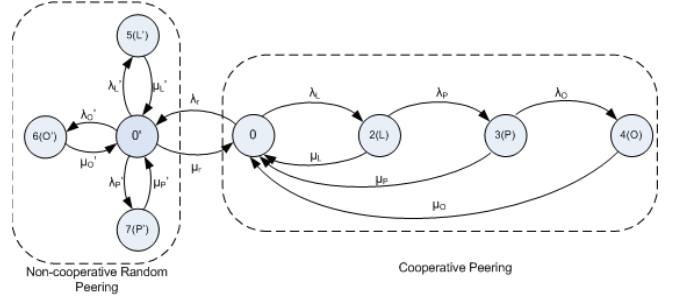 5(L')
λL'
μL'
λO'
6(O')
0'
μO'
λr
μr
λP'
μP'
7(P')
0
λL
2(L)
λP
3(P)
λO
4(O)
μL
μP
μO
Non-cooperative Random
Peering
Cooperative Peering